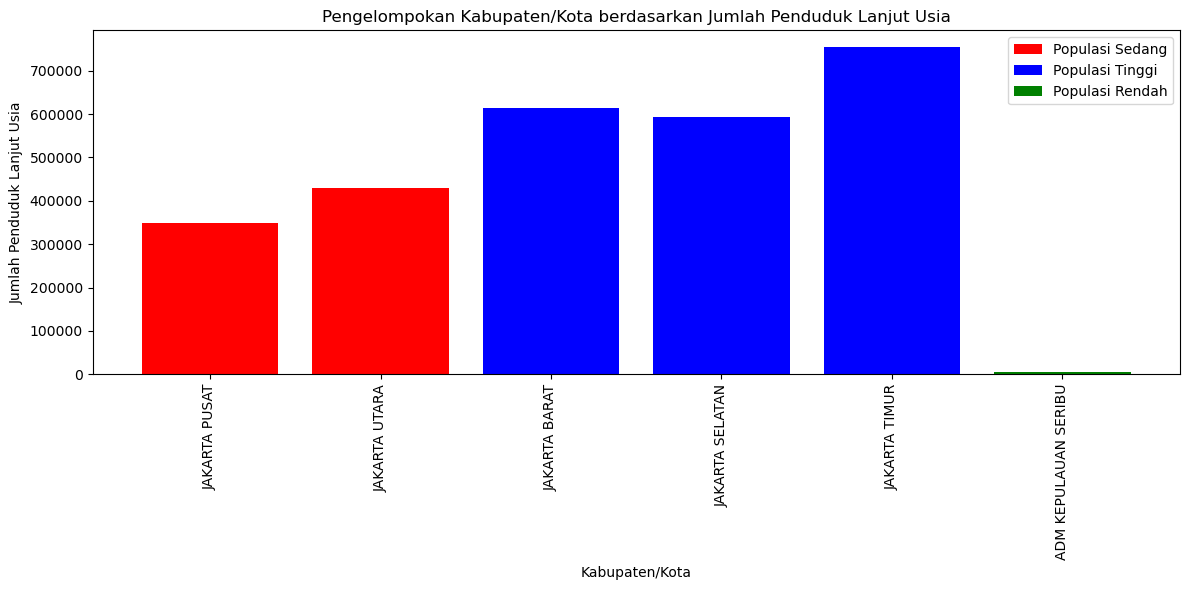 Pengelompokan Kabupaten/Kota berdasarkan Jumlah Penduduk Lanjut Usia
Populasi Sedang
Populasi Tinggi
Populasi Rendah
Jumlah Penduduk Lanjut Usia
700000
600000
500000
400000
300000
200000
100000
0
JAKARTA PUSAT
JAKARTA UTARA
JAKARTA BARAT
JAKARTA SELATAN
JAKARTA TIMUR
ADM KEPULAUAN SERIBU
Kabupaten/Kota